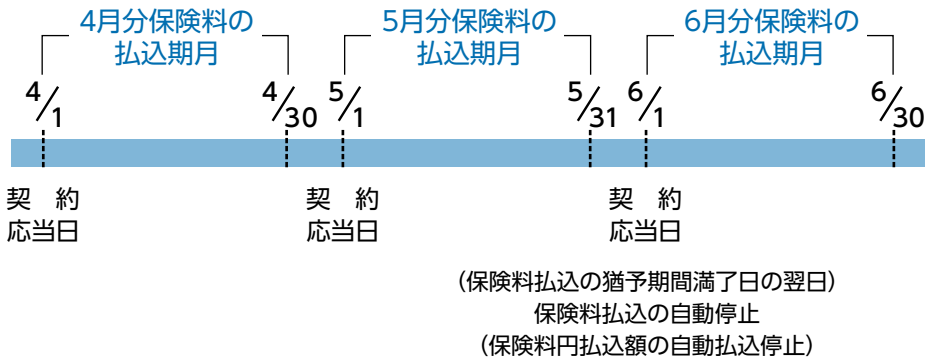 4月分保険料の
払込期月
5月分保険料の
払込期月
6月分保険料の
払込期月
4/1
4/30
5/1
5/31
6/1
6/30
契　約
応当日
契　約
応当日
契　約
応当日
(保険料払込の猶予期間満了日の翌日)
保険料払込の自動停止
(保険料円払込額の自動払込停止)